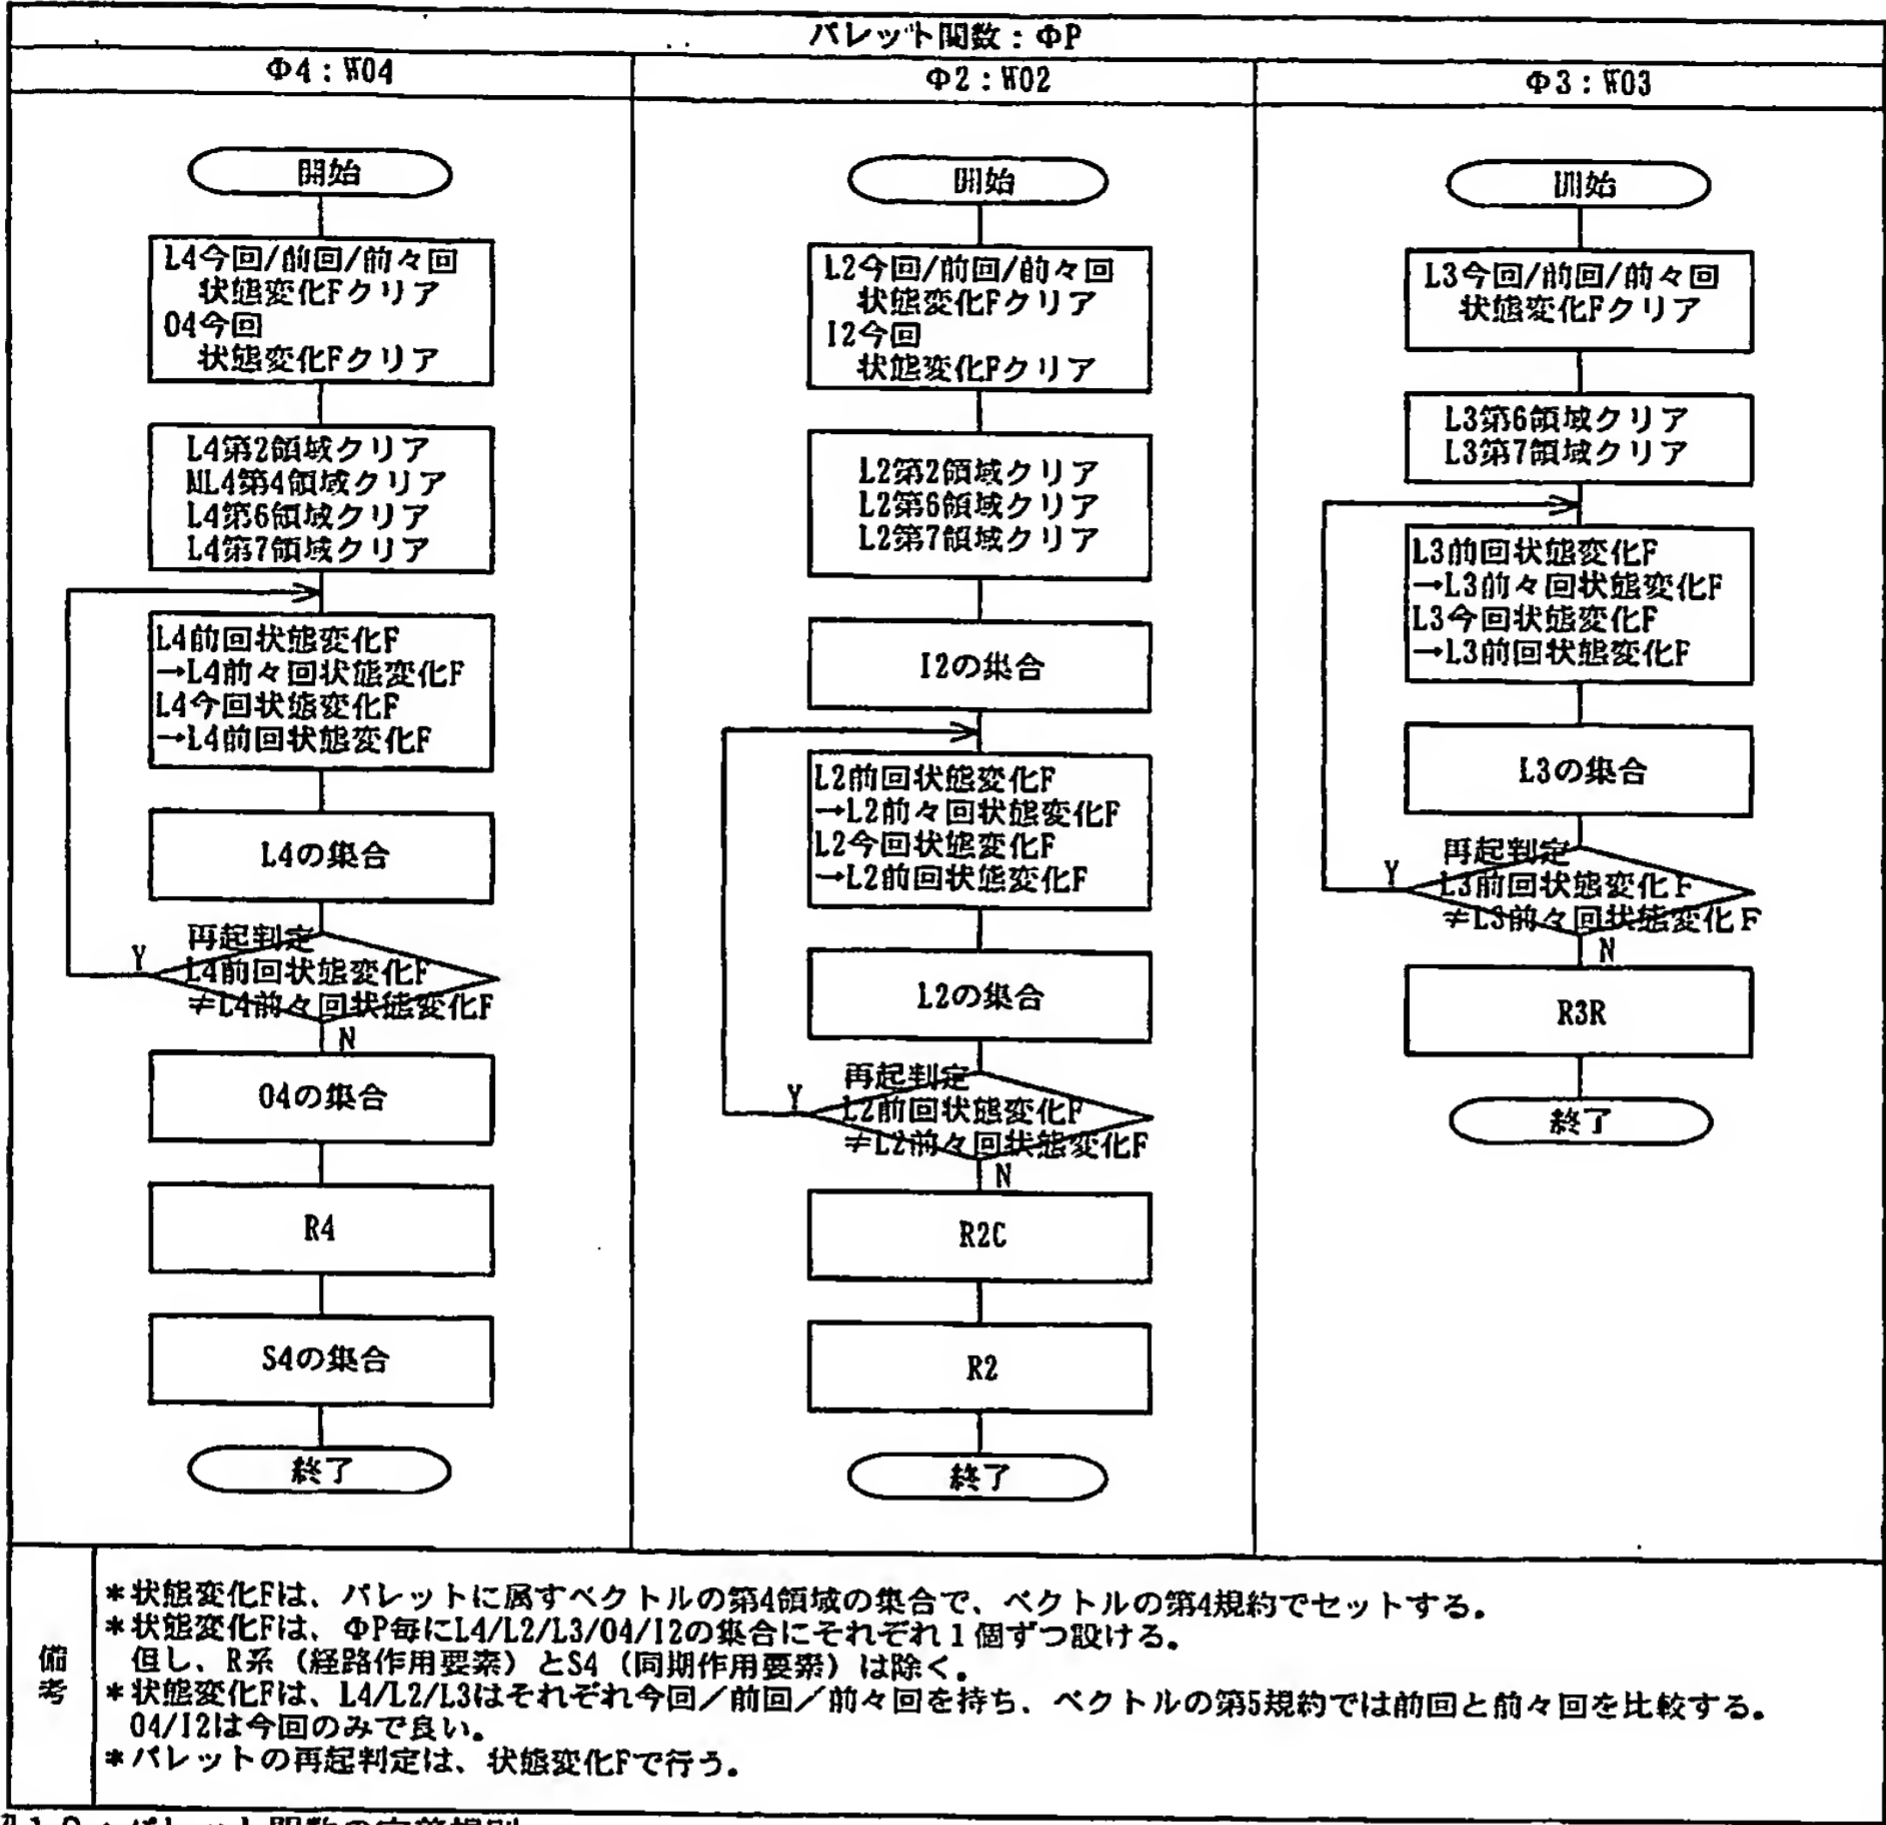 パレット関数：ΦP
Φ4：W04
開始
L4今回/前回/前々回
状態変化Fクリア
O4今回
状態変化Fクリア
L4第2領域クリア
NL4第4領域クリア
L4第6領域クリア
L4第7領域クリア
L4前回状態変化F
→L4前々回状態変化F
L4今回状態変化F
→L4前回状態変化F
L4の集合
再起判定
Y
L4前回状態変化F
≠L4前々回状態変化F
N
O4の集合
R4
S4の集合
終了
Φ2：W02
開始
L2今回/前回/前々回
状態変化Fクリア
I2今回
状態変化Fクリア
L2第2領域クリア
L2第6領域クリア
L2第7領域クリア
I2の集合
L2前回状態変化F
→L2前々回状態変化F
L2今回状態変化F
→L2前回状態変化F
L2の集合
再起判定
Y
L2前回状態変化F
≠L2前々回状態変化F
N
R2C
R2
終了
Φ3：W03
開始
L3今回/前回/前々回
状態変化Fクリア
L3第6領域クリア
L3第7領域クリア
L3前回状態変化F
→L3前々回状態変化F
L3今回状態変化F
→L3前回状態変化F
L3の集合
再起判定
Y
L3前回状態変化F
≠L3前々回状態変化F
N
R3R
終了
備考
*状態変化Fは、パレットに属すベクトルの第4領域の集合で、ベクトルの第4規約でセットする。
*状態変化Fは、ΦP毎にL4/L2/L3/O4/I2の集合にそれぞれ１個ずつ設ける。
但し、R系（経路作用要素）とS4（同期作用要素）は除く。
*状態変化Fは、L4/L2/L3はそれぞれ今回／前回／前々回を持ち、ベクトルの第5規約では前回と前々回を比較する。
O4/I2は今回のみで良い。
*パレットの再起判定は、状態変化Fで行う。